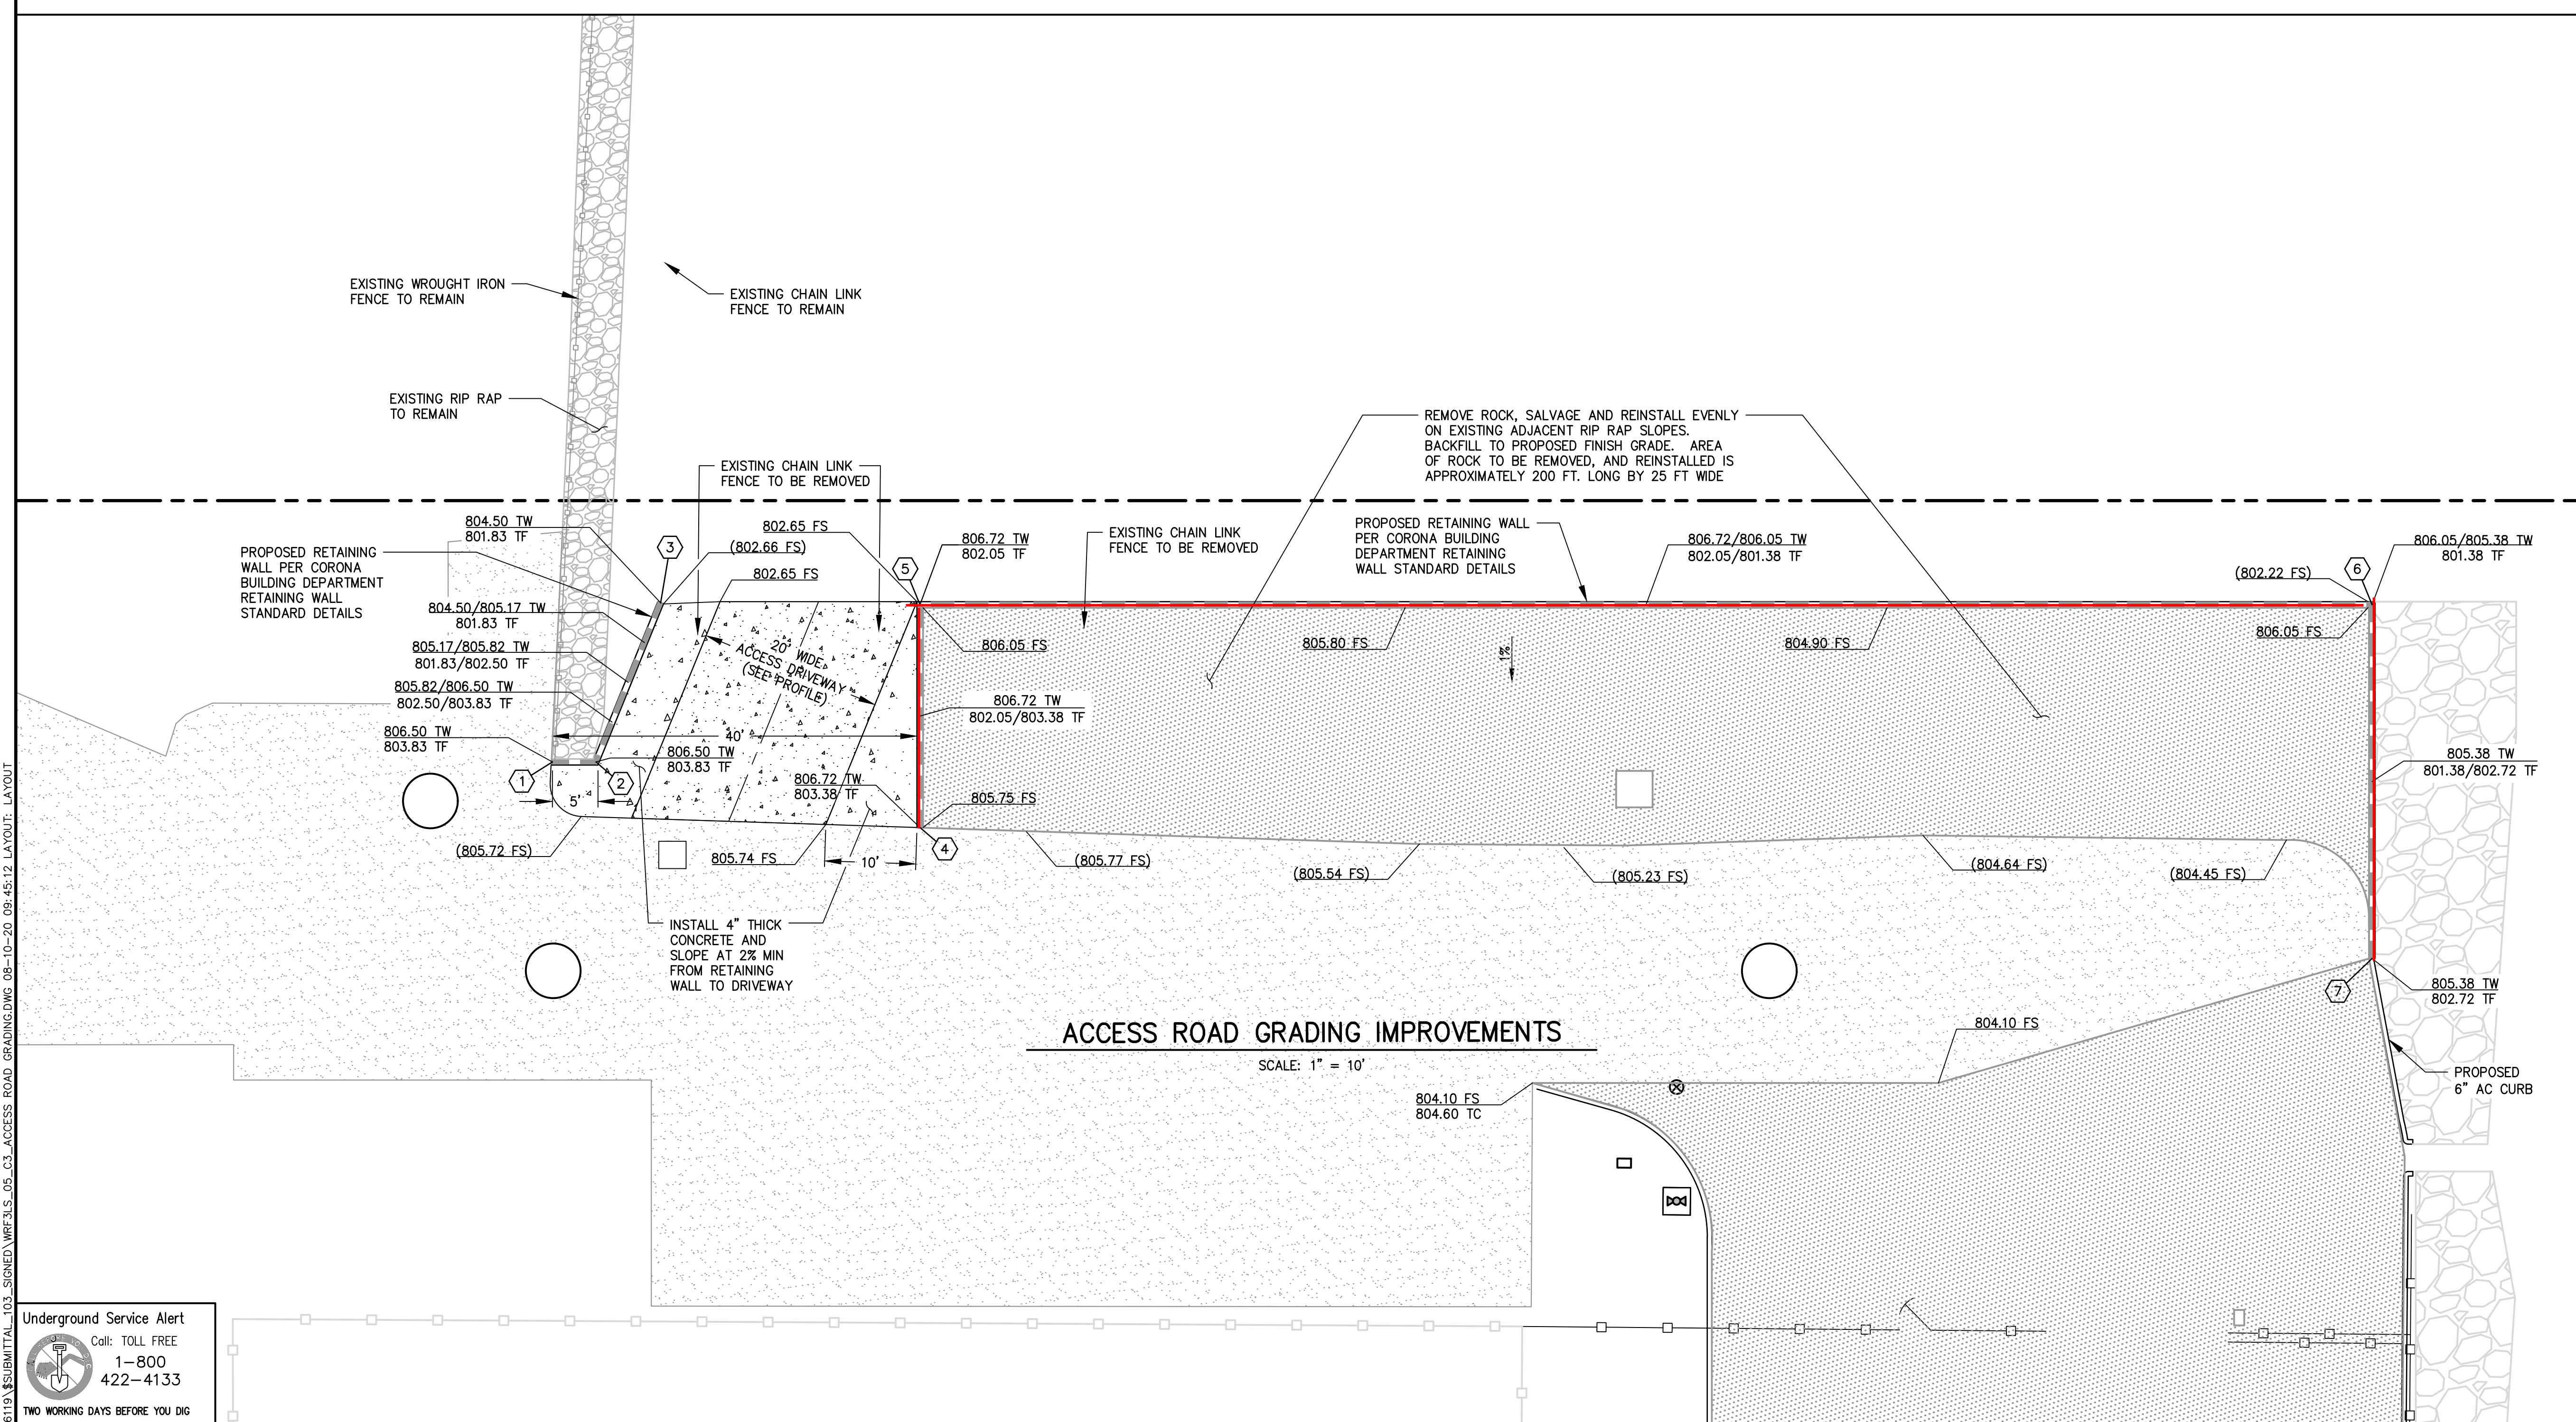 EXISTING WROUGHT IRON
FENCE TO REMAIN
EXISTING CHAIN LINK
FENCE TO REMAIN
EXISTING RIP RAP
TO REMAIN
REMOVE ROCK, SALVAGE AND REINSTALL EVENLY
ON EXISTING ADJACENT RIP RAP SLOPES.
BACKFILL TO PROPOSED FINISH GRADE. AREA
OF ROCK TO BE REMOVED, AND REINSTALLED IS
APPROXIMATELY 200 FT. LONG BY 25 FT WIDE
EXISTING CHAIN LINK
FENCE TO BE REMOVED
804.50 TW
801.83 TF
PROPOSED RETAINING
WALL PER CORONA
BUILDING DEPARTMENT
RETAINING WALL
STANDARD DETAILS
3
802.65 FS
(802.66 FS)
802.65 FS
5
806.72 TW
802.05 TF
EXISTING CHAIN LINK
FENCE TO BE REMOVED
PROPOSED RETAINING WALL
PER CORONA BUILDING
DEPARTMENT RETAINING
WALL STANDARD DETAILS
806.72/806.05 TW
802.05/801.38 TF
806.05/805.38 TW
801.38 TF
(802.22 FS)
6
804.50/805.17 TW
801.83 TF
805.17/805.82 TW
801.83/802.50 TF
805.82/806.50 TW
802.50/803.83 TF
806.50 TW
803.83 TF
20' WIDE
ACCESS DRIVEWAY
(SEE PROFILE)
806.05 FS
805.80 FS
1%
804.90 FS
806.05 FS
806.72 TW
802.05/803.38 TF
40'
806.50 TW
803.83 TF
806.72 TW
803.38 TF
805.75 FS
805.38 TW
801.38/802.72 TF
1
2
5'
4
(805.72 FS)
805.74 FS
10'
(805.77 FS)
(805.54 FS)
(805.23 FS)
(804.64 FS)
(804.45 FS)
INSTALL 4" THICK
CONCRETE AND
SLOPE AT 2% MIN
FROM RETAINING
WALL TO DRIVEWAY
7
805.38 TW
802.72 TF
ACCESS ROAD GRADING IMPROVEMENTS
SCALE: 1" = 10'
804.10 FS
804.10 FS
804.60 TC
PROPOSED
6" AC CURB
6119\$SUBMITTAL_103_SIGNED\WRF3LS_05_C3_ACCESS ROAD GRADING.DWG 08-10-20 09:45:12 LAYOUT: LAYOUT
Underground Service Alert
Call: TOLL FREE
1-800
422-4133
TWO WORKING DAYS BEFORE YOU DIG